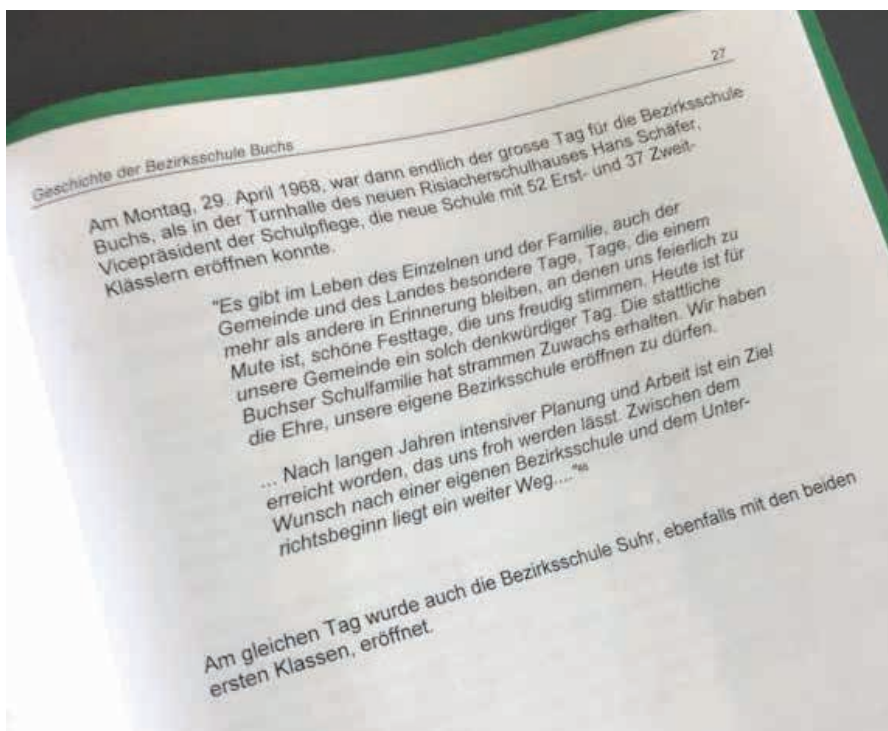 27
Geschichte der Bezirksschule Buchs
Am Montag, 29. April 1968, war dann endlich der grosse Tag für die Bezirksschule
Buchs, als in der Turnhalle des neuen Risiacherschulhauses Hans Schäfer,
Vicepräsident der Schulpflege, die neue Schule mit 52 Erst- und 37 Zweit-
Klässlern eröffnen konnte.
"Es gibt im Leben des Einzelnen und der Familie, auch der
Gemeinde und des Landes besondere Tage, Tage, die einem
mehr als andere in Erinnerung bleiben, an denen uns feierlich zu
Mute ist, schöne Festtage, die uns freudig stimmen. Heute ist für
unsere Gemeinde ein solch denkwürdiger Tag. Die stattliche
Buchser Schulfamilie hat strammen Zuwachs erhalten. Wir haben
die Ehre, unsere eigene Bezirksschule eröffnen zu dürfen.
... Nach langen Jahren intensiver Planung und Arbeit ist ein Ziel
erreicht worden, das uns froh werden lässt. Zwischen dem
Wunsch nach einer eigenen Bezirksschule und dem Unter-
richtsbeginn liegt ein weiter Weg...."
Am gleichen Tag wurde auch die Bezirksschule Suhr, ebenfalls mit den beiden
ersten Klassen, eröffnet.